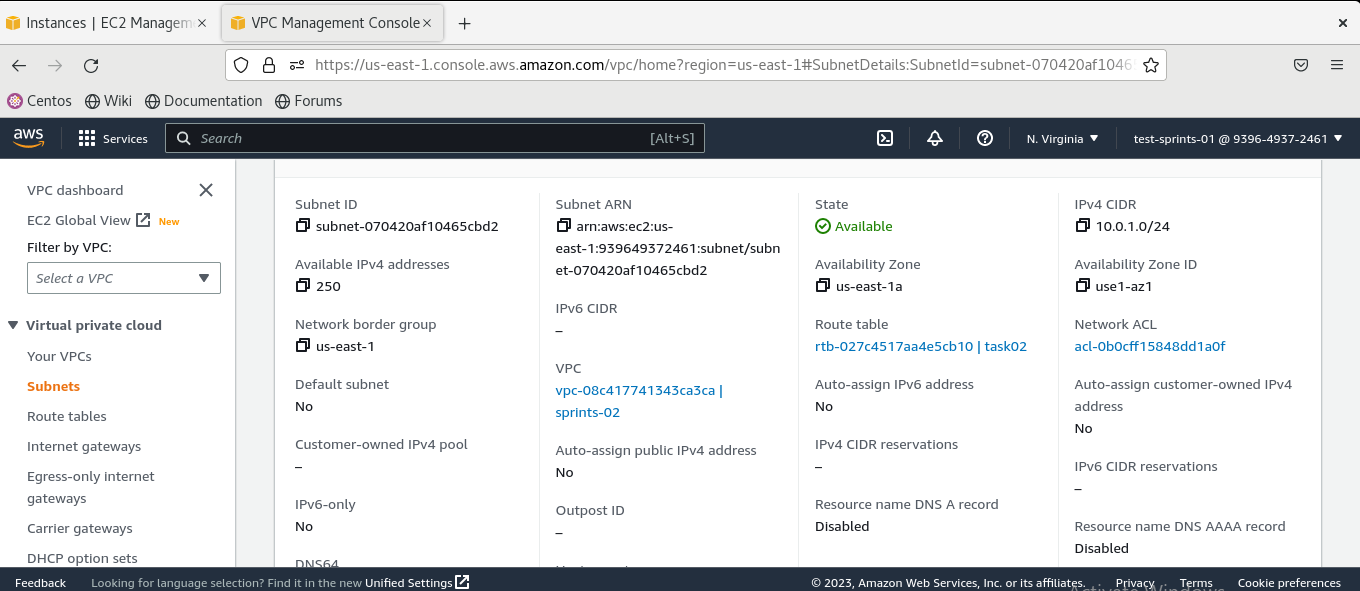 Instances | EC2 Managem
VPC Management Console
https://us-east-1.console.aws.amazon.com/vpc/home?region=us-east-1#SubnetDetails:SubnetId=subnet-070420af1046
Centos
Wiki
Documentation
Forums
aws
Services
Search
[Alt+S]
N. Virginia
test-sprints-01 @ 9396-4937-2461
VPC dashboard
EC2 Global View
New
Filter by VPC:
Select a VPC
Virtual private cloud
Your VPCs
Subnets
Route tables
Internet gateways
Egress-only internet
gateways
Carrier gateways
DHCP option sets
Subnet ID
subnet-070420af10465cbd2
Available IPv4 addresses
250
Network border group
us-east-1
Default subnet
No
Customer-owned IPv4 pool
–
IPv6-only
No
DNS64
Subnet ARN
arn:aws:ec2:us-
east-1:939649372461:subnet/subn
et-070420af10465cbd2
IPv6 CIDR
–
VPC
vpc-08c417741343ca3ca |
sprints-02
Auto-assign public IPv4 address
No
Outpost ID
–
State
Available
Availability Zone
us-east-1a
Route table
rtb-027c4517aa4e5cb10 | task02
Auto-assign IPv6 address
No
IPv4 CIDR reservations
–
Resource name DNS A record
Disabled
IPv4 CIDR
10.0.1.0/24
Availability Zone ID
use1-az1
Network ACL
acl-0b0cff15848dd1a0f
Auto-assign customer-owned IPv4
address
No
IPv6 CIDR reservations
–
Resource name DNS AAAA record
Disabled
Feedback
Looking for language selection? Find it in the new Unified Settings
© 2023, Amazon Web Services, Inc. or its affiliates.
Privacy
Terms
Cookie preferences
Activate Windows